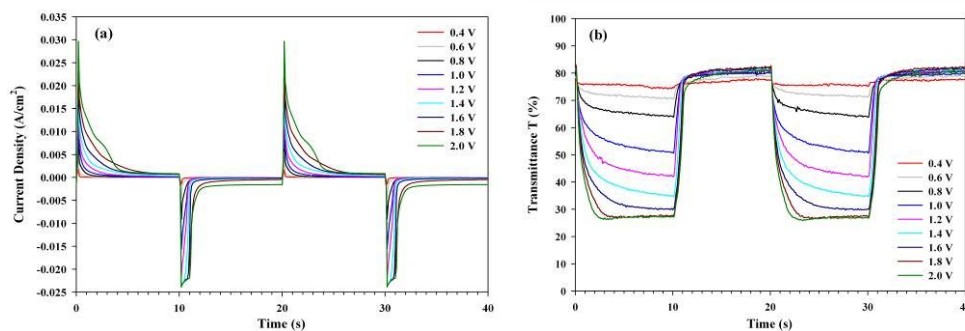 (a)
0.035
0.030
0.025
0.020
0.015
0.010
0.005
0.000
-0.005
-0.010
-0.015
-0.020
-0.025
Current Density (A/cm²)
0.4 V
0.6 V
0.8 V
1.0 V
1.2 V
1.4 V
1.6 V
1.8 V
2.0 V
0 10 20 30 40
Time (s)
(b)
100
90
80
70
60
50
40
30
20
10
0
Transmittance T (%)
0.4 V
0.6 V
0.8 V
1.0 V
1.2 V
1.4 V
1.6 V
1.8 V
2.0 V
0 10 20 30 40
Time (s)